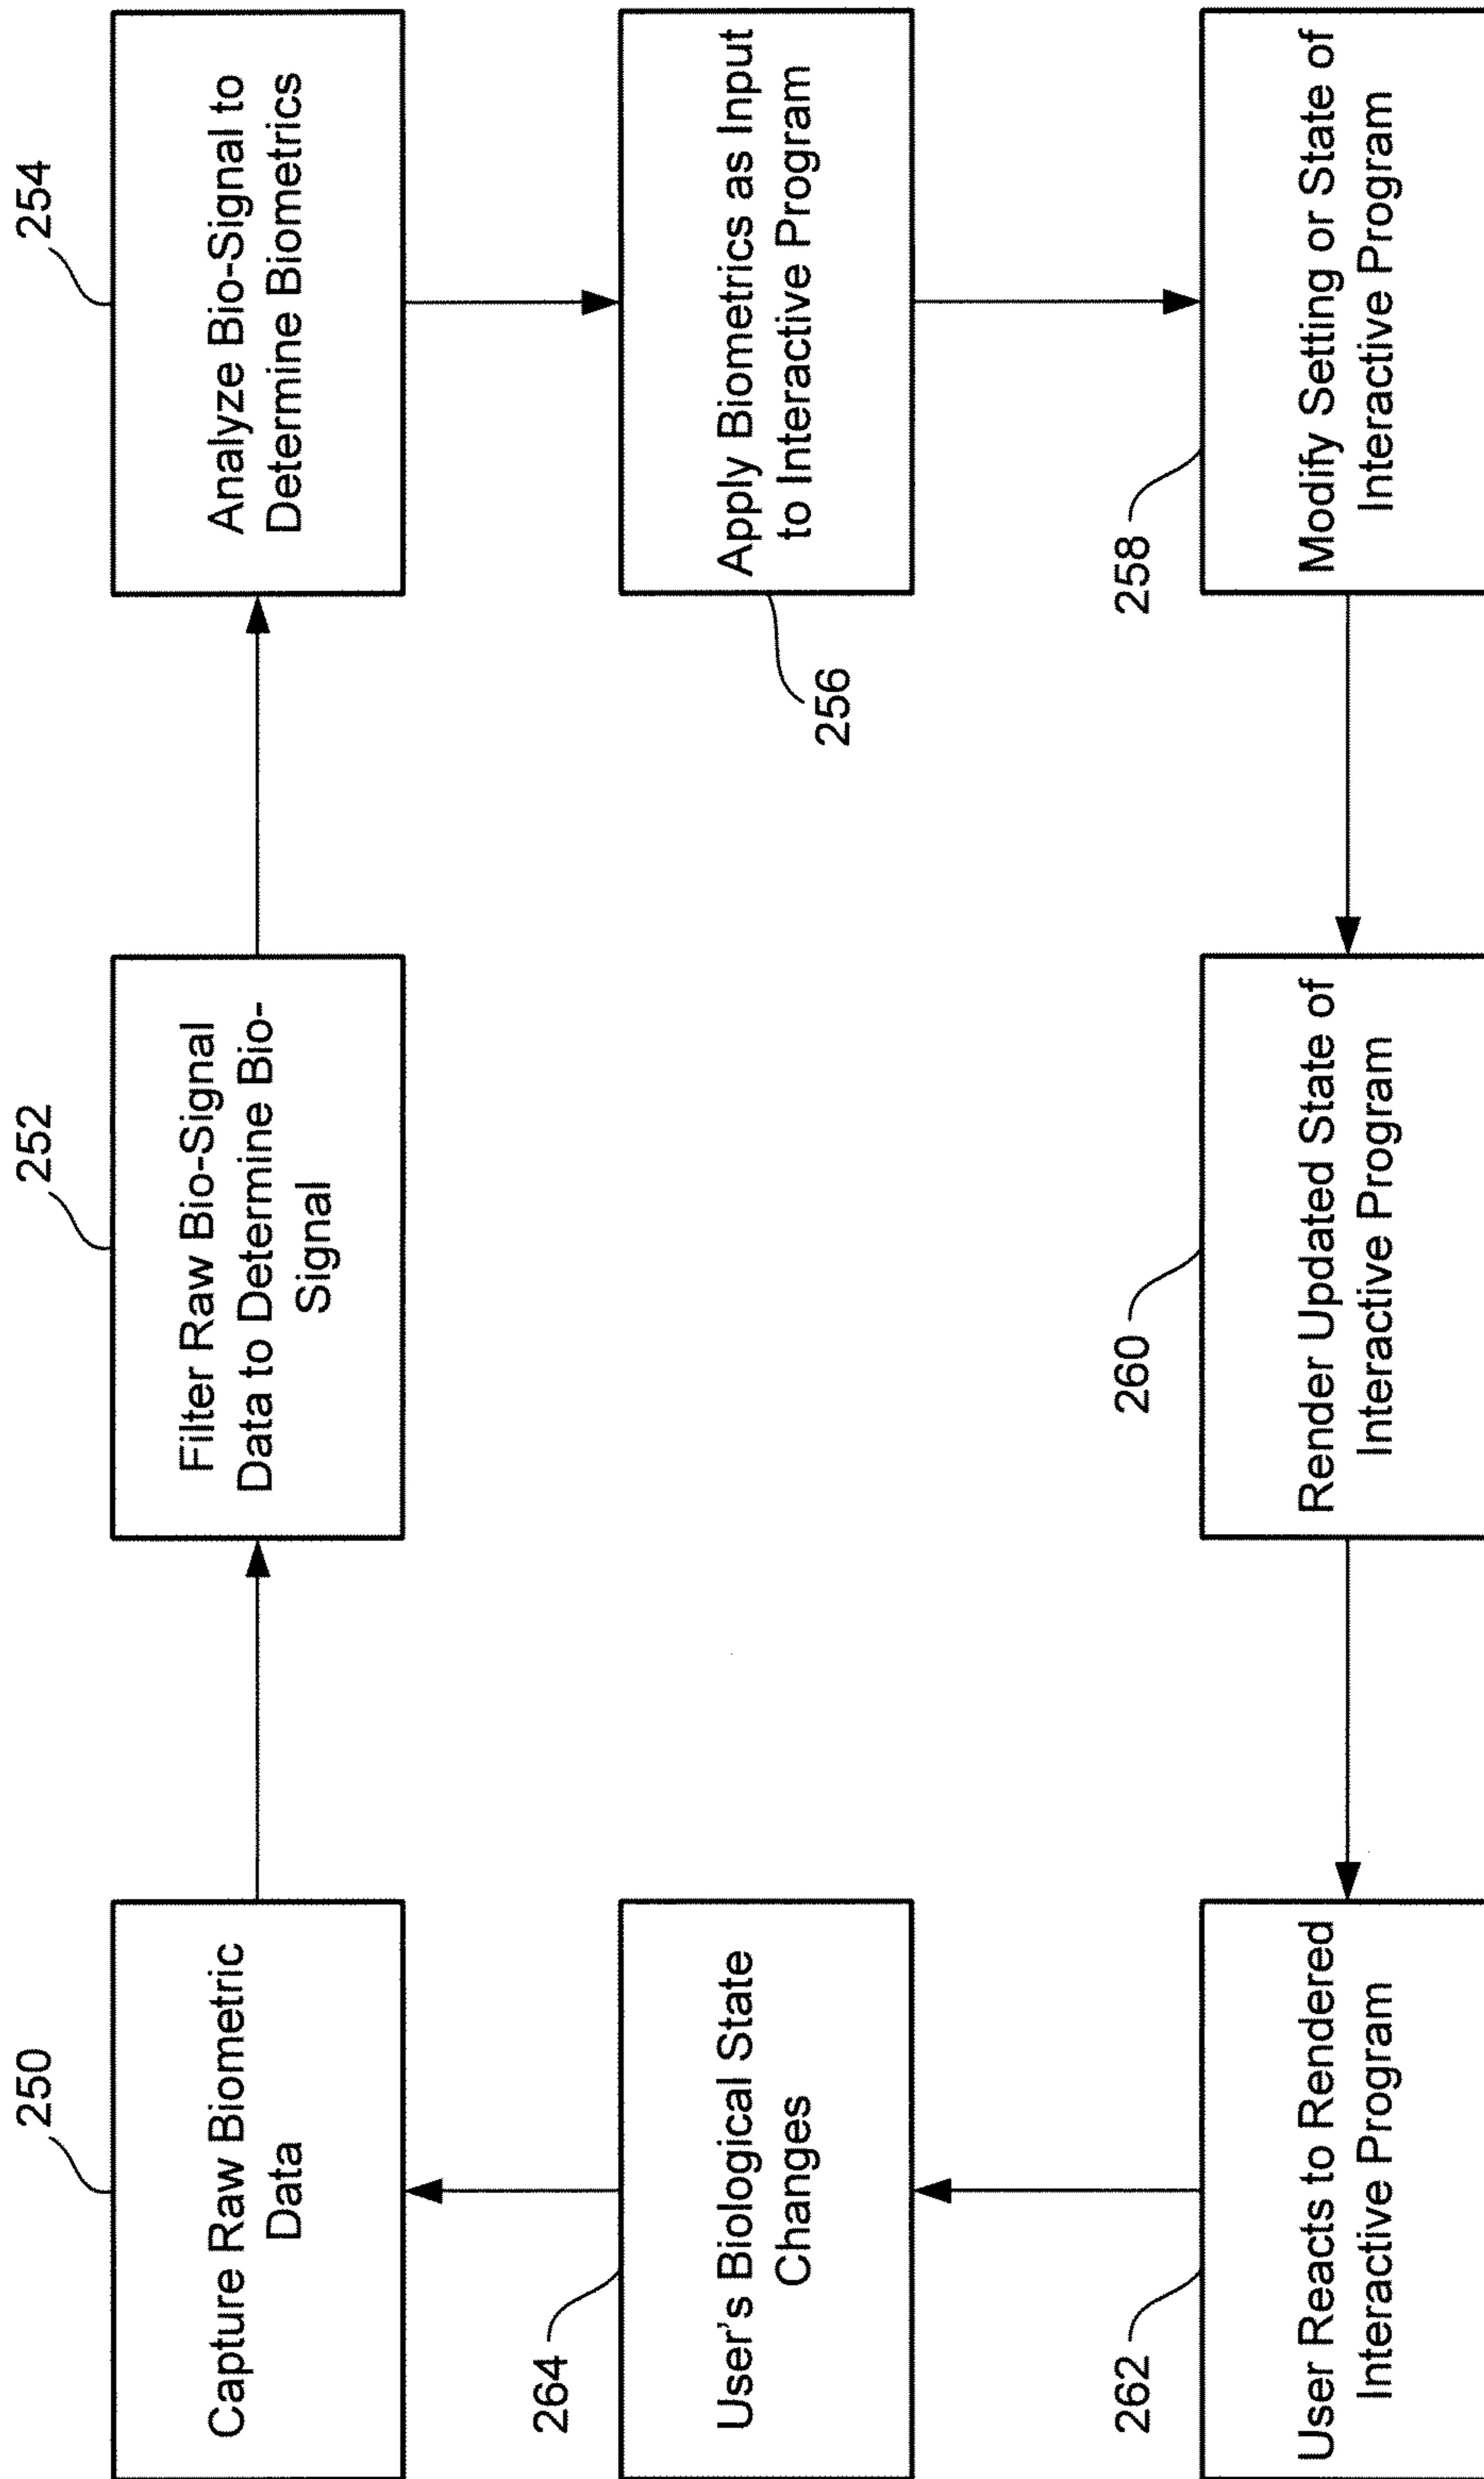 250
Capture Raw Biometric
Data
252
Filter Raw Bio-Signal
Data to Determine Bio-
Signal
254
Analyze Bio-Signal to
Determine Biometrics
256
Apply Biometrics as Input
to Interactive Program
258
Modify Setting or State of
Interactive Program
260
Render Updated State of
Interactive Program
262
User Reacts to Rendered
Interactive Program
264
User's Biological State
Changes